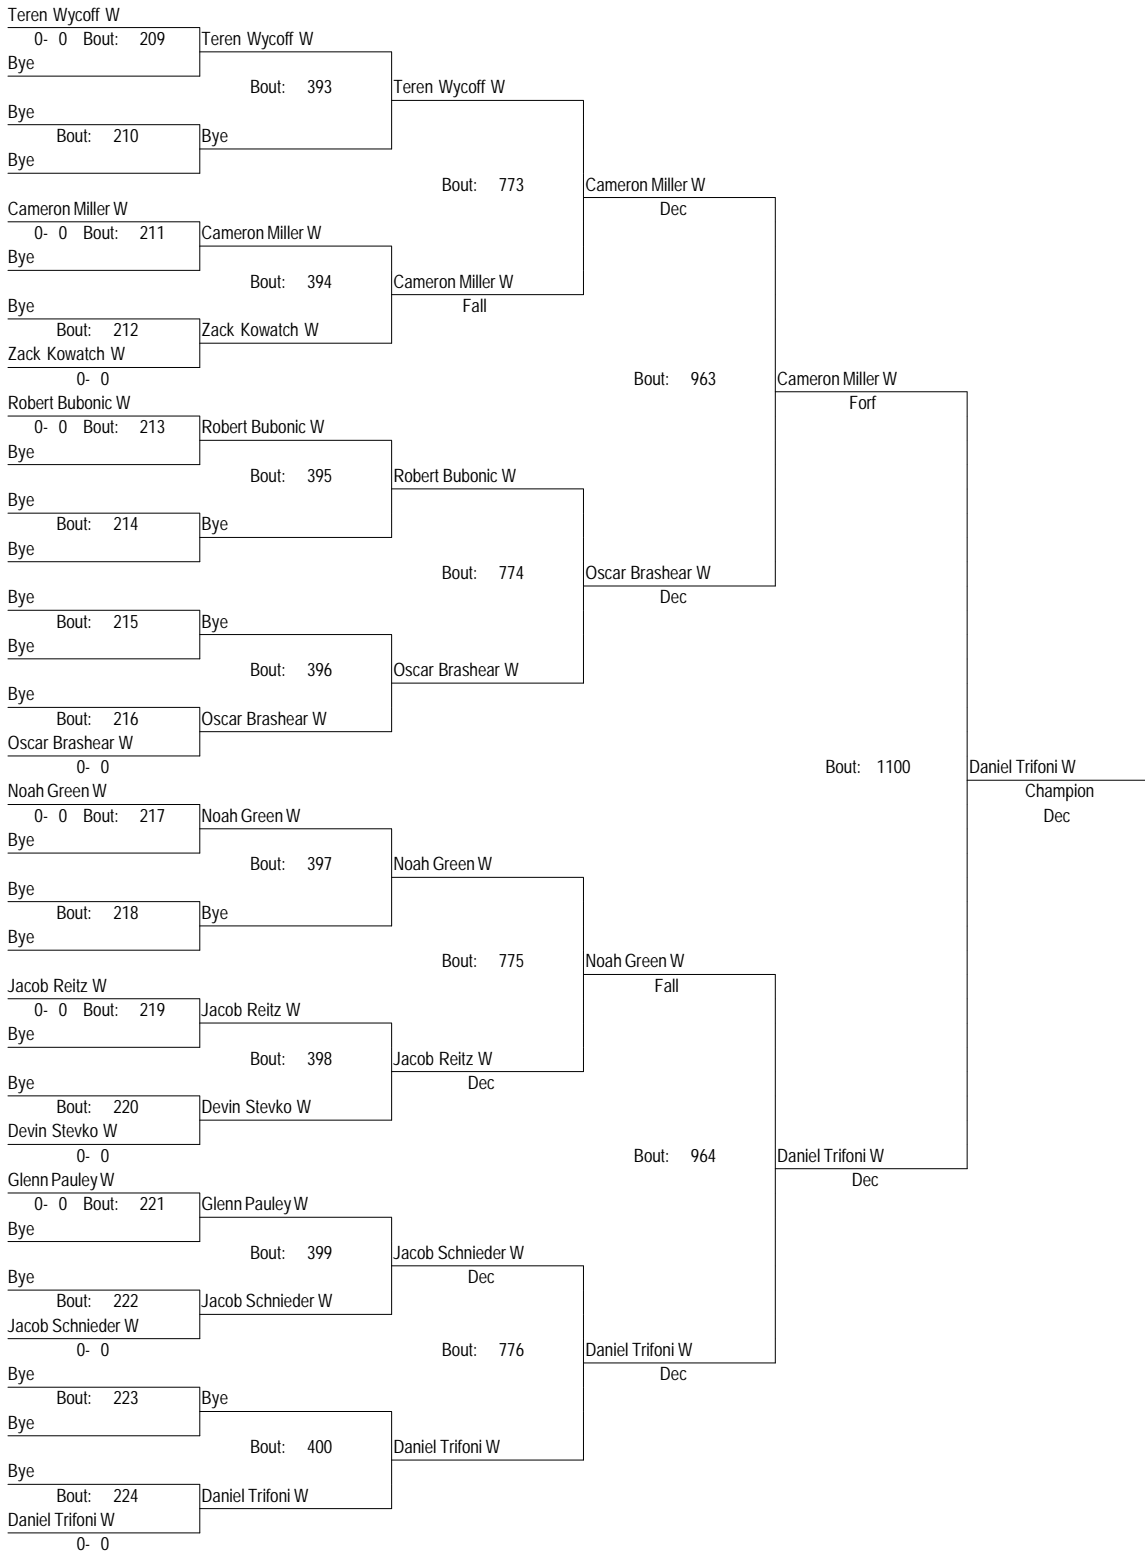 Teren Wycoff W
0- 0 Bout: 209 Teren Wycoff W
Bye
Bout: 393 Teren Wycoff W
Bye
Bout: 210 Bye
Bye
Bout: 773 Cameron Miller W
Cameron Miller W Dec
0- 0 Bout: 211 Cameron Miller W
Bye
Bout: 394 Cameron Miller W
Bye Fall
Bout: 212 Zack Kowatch W
Zack Kowatch W
0- 0 Bout: 963 Cameron Miller W
Robert Bubonic W Forf
0- 0 Bout: 213 Robert Bubonic W
Bye
Bout: 395 Robert Bubonic W
Bye
Bout: 214 Bye
Bye
Bout: 774 Oscar Brashear W
Bye Dec
Bout: 215 Bye
Bye
Bout: 396 Oscar Brashear W
Bye
Bout: 216 Oscar Brashear W
Oscar Brashear W
0- 0 Bout: 1100 Daniel Trifoni W
Noah Green W Champion
0- 0 Bout: 217 Noah Green W Dec
Bye
Bout: 397 Noah Green W
Bye
Bout: 218 Bye
Bye
Bout: 775 Noah Green W
Jacob Reitz W Fall
0- 0 Bout: 219 Jacob Reitz W
Bye
Bout: 398 Jacob Reitz W
Bye Dec
Bout: 220 Devin Stevko W
Devin Stevko W
0- 0 Bout: 964 Daniel Trifoni W
Glenn Pauley W Dec
0- 0 Bout: 221 Glenn Pauley W
Bye
Bout: 399 Jacob Schnieder W
Bye Dec
Bout: 222 Jacob Schnieder W
Jacob Schnieder W
0- 0 Bout: 776 Daniel Trifoni W
Bye Dec
Bout: 223 Bye
Bye
Bout: 400 Daniel Trifoni W
Bye
Bout: 224 Daniel Trifoni W
Daniel Trifoni W
0- 0